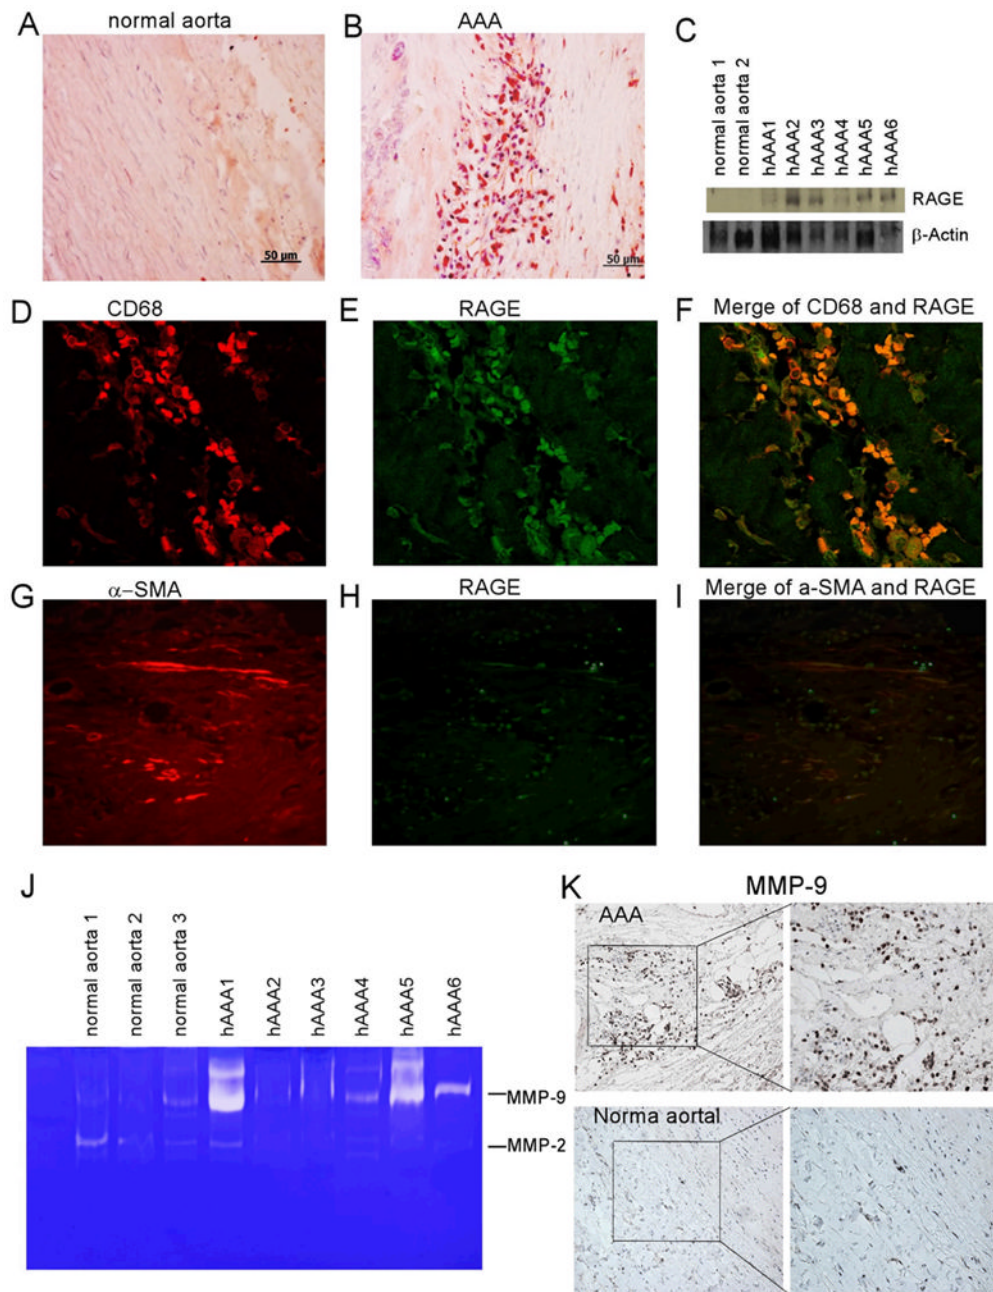 A
normal aorta
50 µm
B
AAA
50 µm
C
normal aorta 1
normal aorta 2
hAAA1
hAAA2
hAAA3
hAAA4
hAAA5
hAAA6
RAGE
β-Actin
D
CD68
E
RAGE
F
Merge of CD68 and RAGE
G
α-SMA
H
RAGE
I
Merge of a-SMA and RAGE
J
normal aorta 1
normal aorta 2
normal aorta 3
hAAA1
hAAA2
hAAA3
hAAA4
hAAA5
hAAA6
MMP-9
MMP-2
K
MMP-9
AAA
Norma aortal